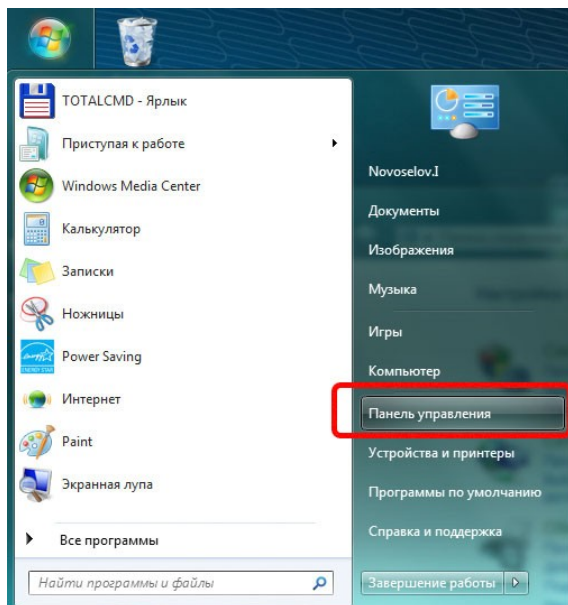 TOTALCMD - Ярлык
Приступая к работе
Windows Media Center
Калькулятор
Записки
Ножницы
Power Saving
Интернет
Paint
Экранная лупа
Все программы
Найти программы и файлы
Novoselov.I
Документы
Изображения
Музыка
Игры
Компьютер
Панель управления
Устройства и принтеры
Программы по умолчанию
Справка и поддержка
Завершение работы